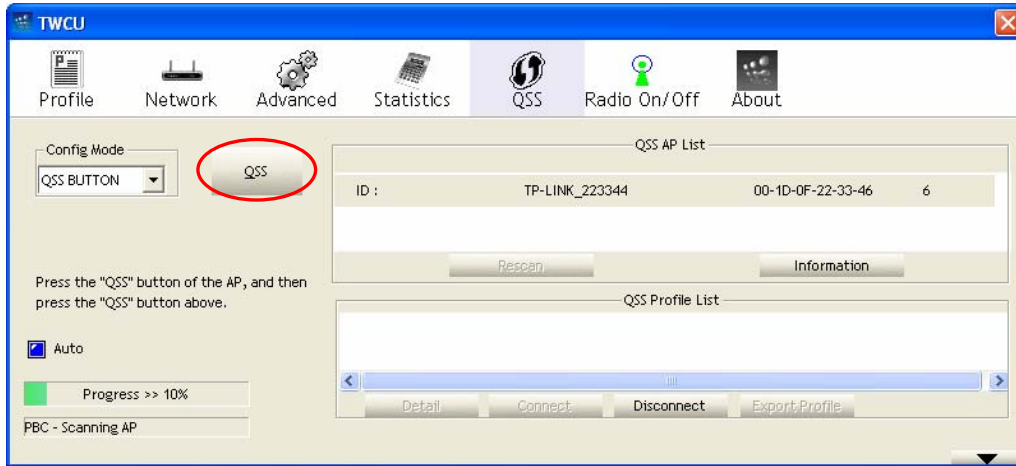 TWCU
Profile Network Advanced Statistics QSS Radio On/Off About
Config Mode
QSS BUTTON
QSS
Press the "QSS" button of the AP, and then
press the "QSS" button above.
Auto
Progress >> 10%
PBC - Scanning AP
QSS AP List
ID : TP-LINK_223344 00-1D-0F-22-33-46 6
Rescan Information
QSS Profile List
Detail Connect Disconnect Export Profile